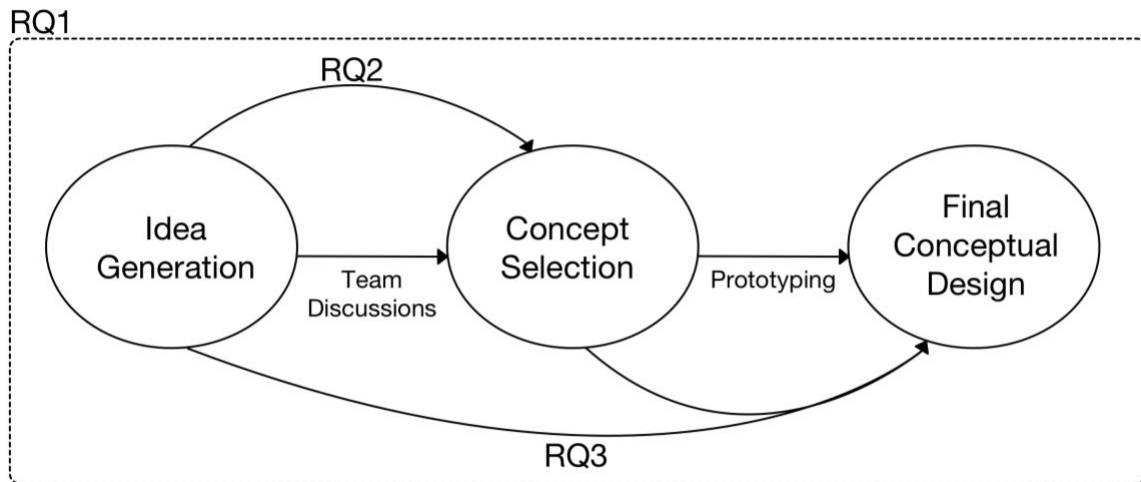 RQ1
RQ2
Idea
Generation
Team
Discussions
Concept
Selection
Prototyping
Final
Conceptual
Design
RQ3